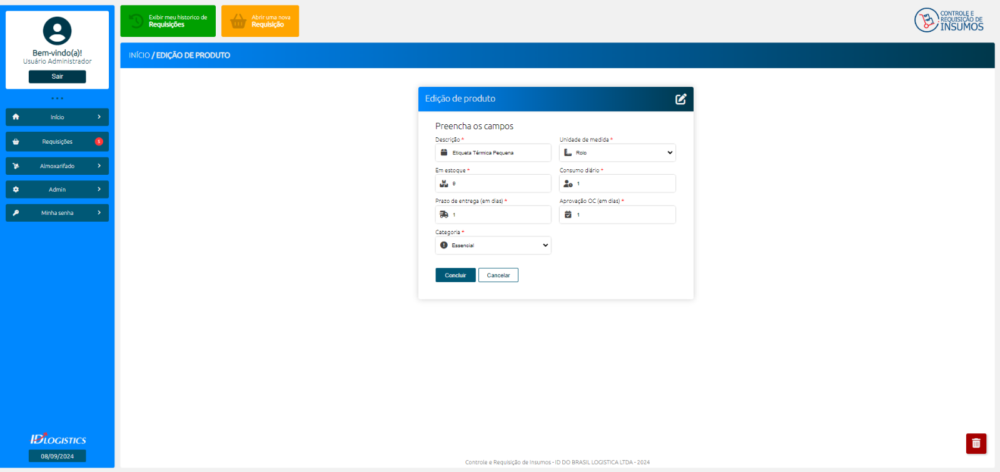 Bem-vindo(a)!
Usuário Administrador
Sair
Início
Requisições 5
Almoxarifado
Admin
Minha senha
IDLOGISTICS
08/09/2024
Exibir meu historico de
Requisições
Abrir uma nova
Requisição
CONTROLE E
REQUISIÇÃO DE
INSUMOS
INÍCIO / EDIÇÃO DE PRODUTO
Edição de produto
Preencha os campos
Descrição * Unidade de medida *
Etiqueta Térmica Pequena Rolo
Em estoque * Consumo diário *
9 1
Prazo de entrega (em dias) * Aprovação OC (em dias) *
1 1
Categoria *
Essencial
Concluir Cancelar
Controle e Requisição de Insumos - ID DO BRASIL LOGISTICA LTDA - 2024